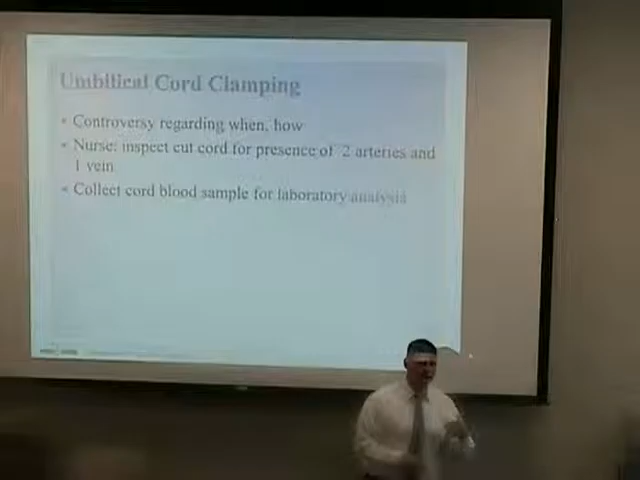 Umbilical Cord Clamping
Controversy regarding when, how
Nurse: inspect cut cord for presence of 2 arteries and
1 vein
Collect cord blood sample for laboratory analysis